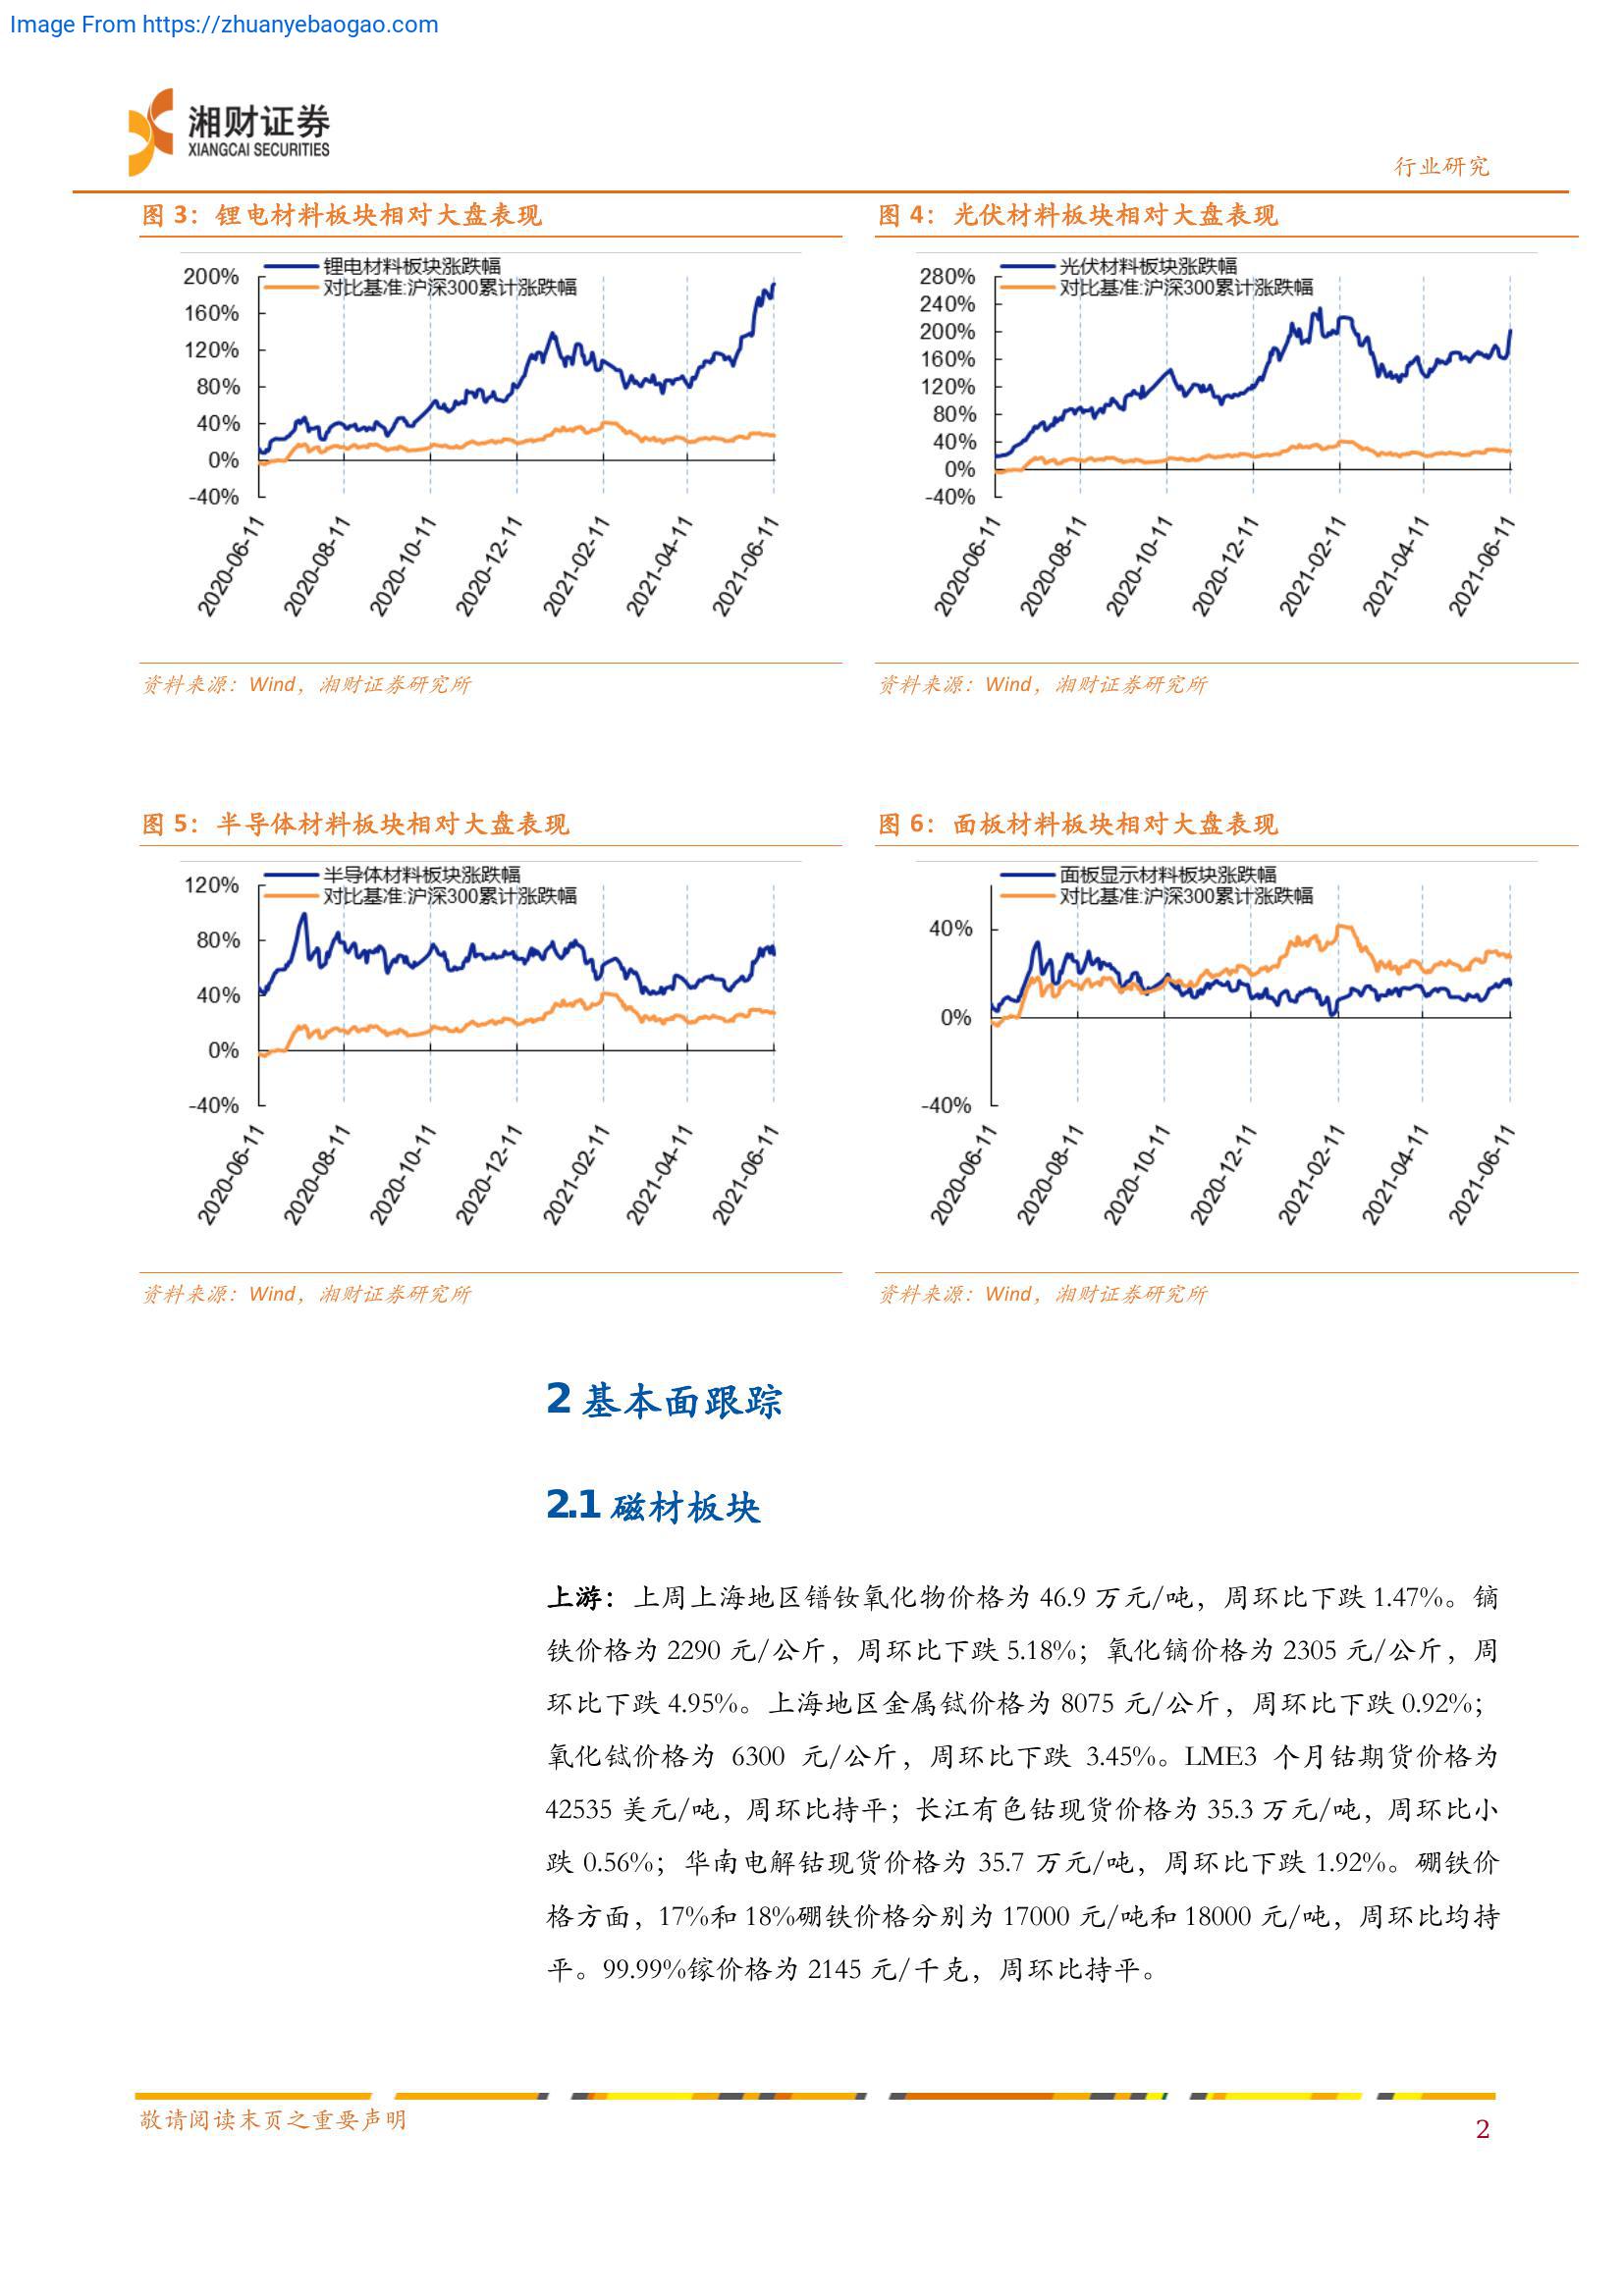 Image From https://zhuanyebaogao.com
湘财证券
XIANGCAI SECURITIES
行业研究
图 3：锂电材料板块相对大盘表现
锂电材料板块涨跌幅
对比基准:沪深300累计涨跌幅
200%
160%
120%
80%
40%
0%
-40%
2020-06-11
2020-08-11
2020-10-11
2020-12-11
2021-02-11
2021-04-11
2021-06-11
资料来源：Wind，湘财证券研究所
图 4：光伏材料板块相对大盘表现
光伏材料板块涨跌幅
对比基准:沪深300累计涨跌幅
280%
240%
200%
160%
120%
80%
40%
0%
-40%
2020-06-11
2020-08-11
2020-10-11
2020-12-11
2021-02-11
2021-04-11
2021-06-11
资料来源：Wind，湘财证券研究所
图 5：半导体材料板块相对大盘表现
半导体材料板块涨跌幅
对比基准:沪深300累计涨跌幅
120%
80%
40%
0%
-40%
2020-06-11
2020-08-11
2020-10-11
2020-12-11
2021-02-11
2021-04-11
2021-06-11
资料来源：Wind，湘财证券研究所
图 6：面板材料板块相对大盘表现
面板显示材料板块涨跌幅
对比基准:沪深300累计涨跌幅
40%
0%
-40%
2020-06-11
2020-08-11
2020-10-11
2020-12-11
2021-02-11
2021-04-11
2021-06-11
资料来源：Wind，湘财证券研究所
2 基本面跟踪
2.1 磁材板块
上游：上周上海地区镨钕氧化物价格为 46.9 万元/吨，周环比下跌 1.47%。镝
铁价格为 2290 元/公斤，周环比下跌 5.18%；氧化镝价格为 2305 元/公斤，周
环比下跌 4.95%。上海地区金属铽价格为 8075 元/公斤，周环比下跌 0.92%；
氧化铽价格为 6300 元/公斤，周环比下跌 3.45%。LME3 个月钴期货价格为
42535 美元/吨，周环比持平；长江有色钴现货价格为 35.3 万元/吨，周环比小
跌 0.56%；华南电解钴现货价格为 35.7 万元/吨，周环比下跌 1.92%。硼铁价
格方面，17%和 18%硼铁价格分别为 17000 元/吨和 18000 元/吨，周环比均持
平。99.99%镓价格为 2145 元/千克，周环比持平。
敬请阅读末页之重要声明
2